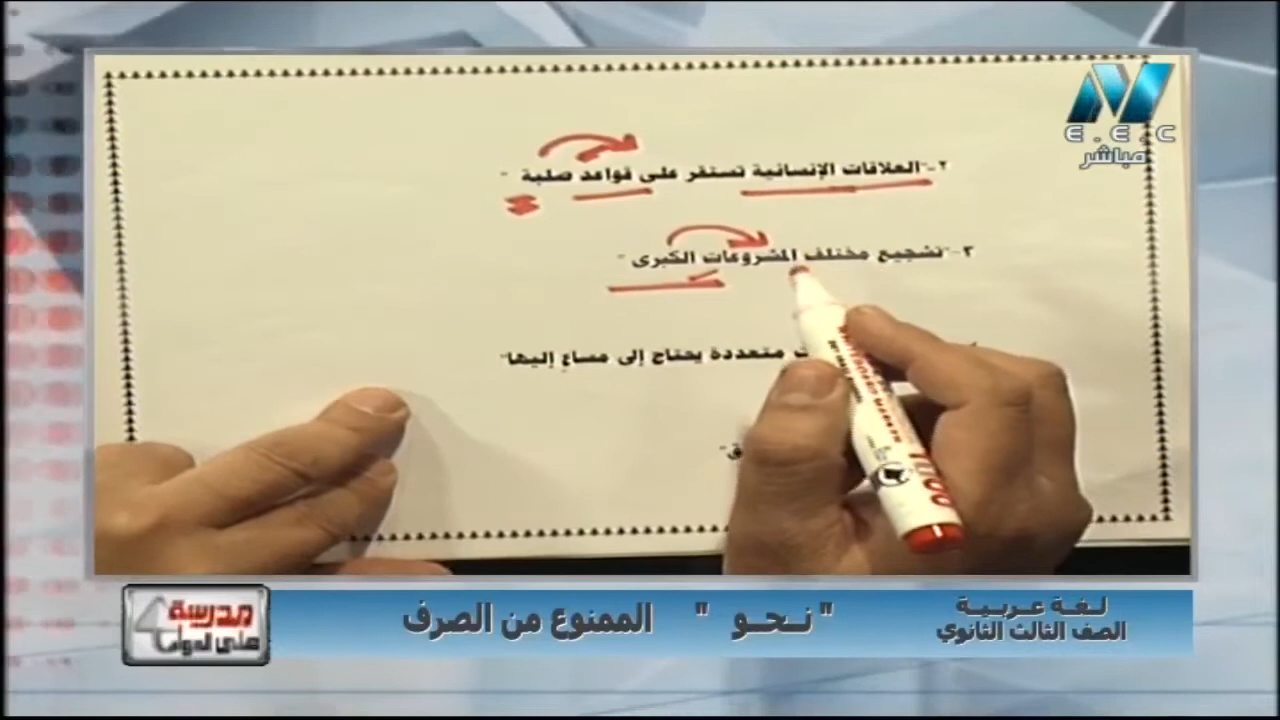 E.E.C
مباشر
٢-"العلاقات الإنسانية تستقر على قواعد صلبة "
٣-"تشجيع مختلف المشروعات الكبرى "
متعددة يحتاج إلى مساعٍ إليها"
لغة عربية
الصف الثالث الثانوي
"نحو " الممنوع من الصرف
مدرسة
على الهواء